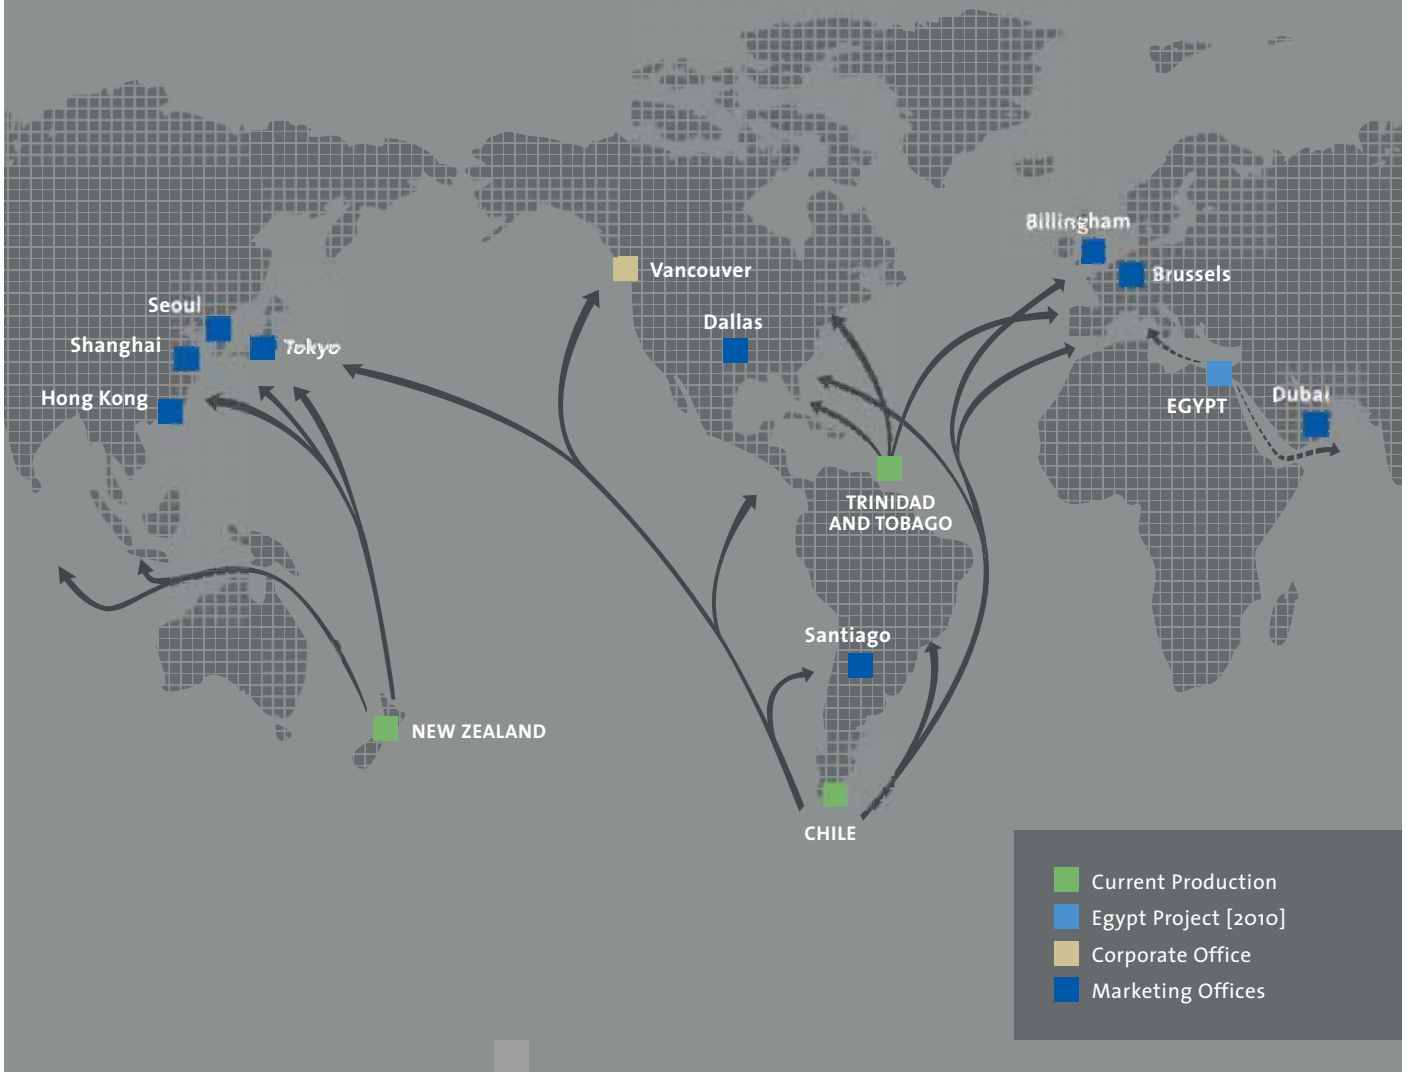 Billingham
Vancouver
Brussels
Seoul
Dallas
Shanghai
Tokyo
Hong Kong
EGYPT
Dubai
TRINIDAD
AND TOBAGO
Santiago
NEW ZEALAND
CHILE
Current Production
Egypt Project [2010]
Corporate Office
Marketing Offices